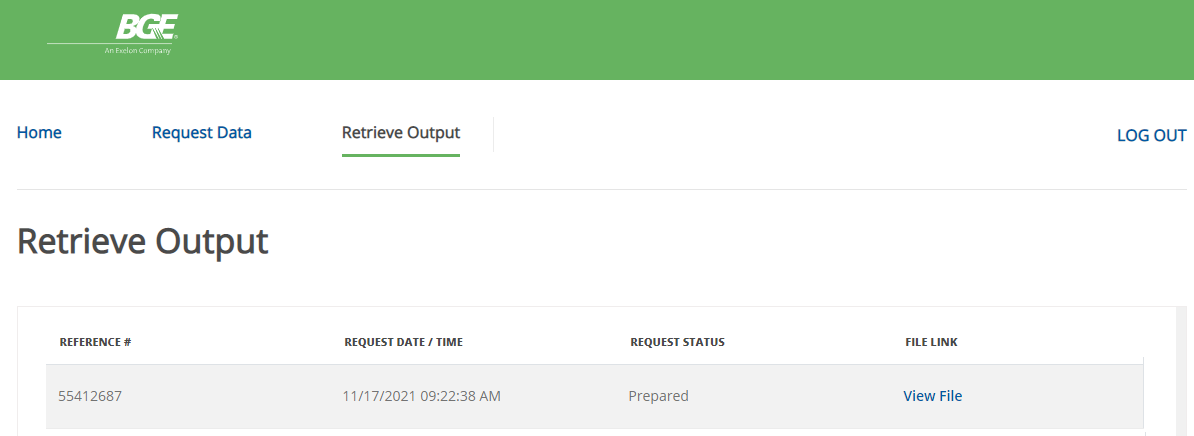 BGE
An Exelon Company
Home Request Data Retrieve Output LOG OUT
Retrieve Output
REFERENCE # REQUEST DATE / TIME REQUEST STATUS FILE LINK
55412687 11/17/2021 09:22:38 AM Prepared View File